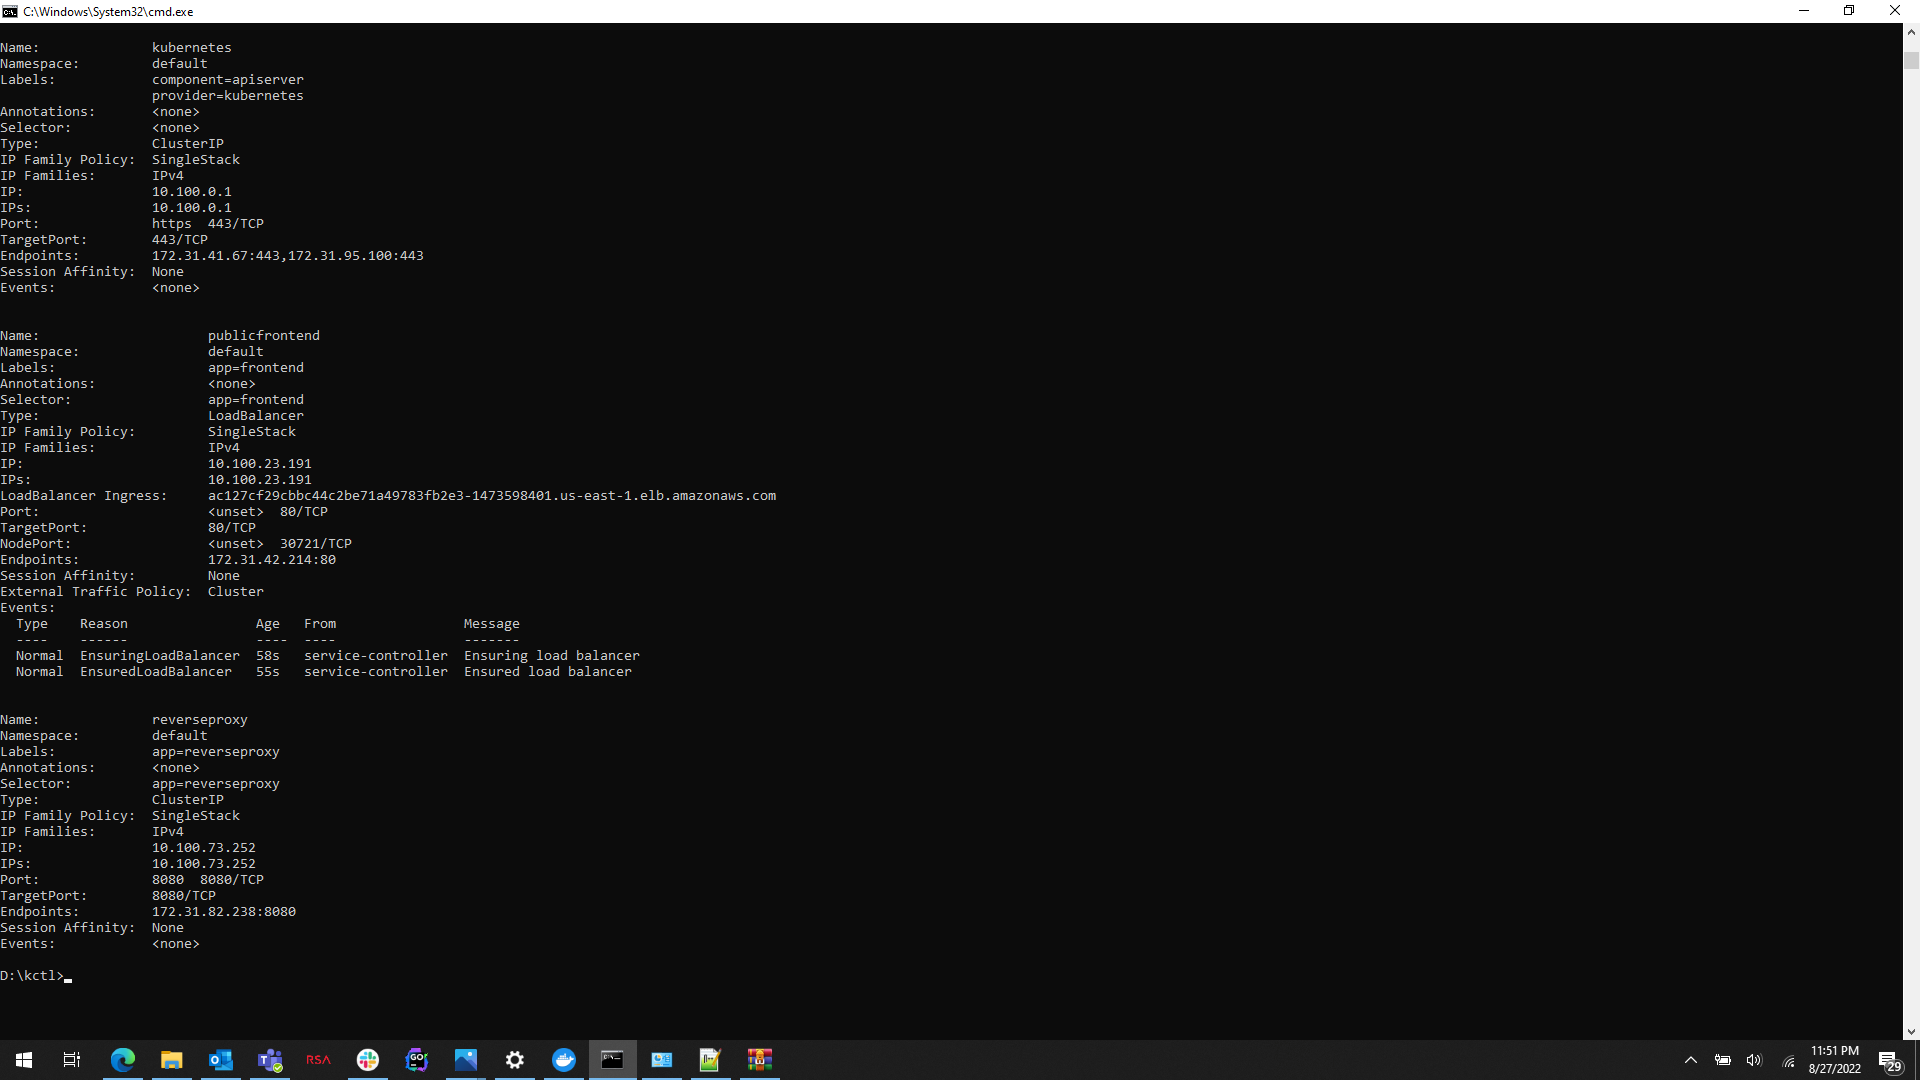 C:\Windows\System32\cmd.exe
Name:              kubernetes
Namespace:         default
Labels:            component=apiserver
                   provider=kubernetes
Annotations:       <none>
Selector:          <none>
Type:              ClusterIP
IP Family Policy:  SingleStack
IP Families:       IPv4
IP:                10.100.0.1
IPs:               10.100.0.1
Port:              https  443/TCP
TargetPort:        443/TCP
Endpoints:         172.31.41.67:443,172.31.95.100:443
Session Affinity:  None
Events:            <none>
Name:                     publicfrontend
Namespace:                default
Labels:                   app=frontend
Annotations:              <none>
Selector:                 app=frontend
Type:                     LoadBalancer
IP Family Policy:         SingleStack
IP Families:              IPv4
IP:                       10.100.23.191
IPs:                      10.100.23.191
LoadBalancer Ingress:     ac127cf29cbbc44c2be71a49783fb2e3-1473598401.us-east-1.elb.amazonaws.com
Port:                     <unset>  80/TCP
TargetPort:               80/TCP
NodePort:                 <unset>  30721/TCP
Endpoints:                172.31.42.214:80
Session Affinity:         None
External Traffic Policy:  Cluster
Events:
  Type    Reason                Age   From                Message
  ----    ------                ----  ----                -------
  Normal  EnsuringLoadBalancer  58s   service-controller  Ensuring load balancer
  Normal  EnsuredLoadBalancer   55s   service-controller  Ensured load balancer
Name:              reverseproxy
Namespace:         default
Labels:            app=reverseproxy
Annotations:       <none>
Selector:          app=reverseproxy
Type:              ClusterIP
IP Family Policy:  SingleStack
IP Families:       IPv4
IP:                10.100.73.252
IPs:               10.100.73.252
Port:              8080  8080/TCP
TargetPort:        8080/TCP
Endpoints:         172.31.82.238:8080
Session Affinity:  None
Events:            <none>
D:\kctl>
RSA
GO
11:51 PM
8/27/2022
29